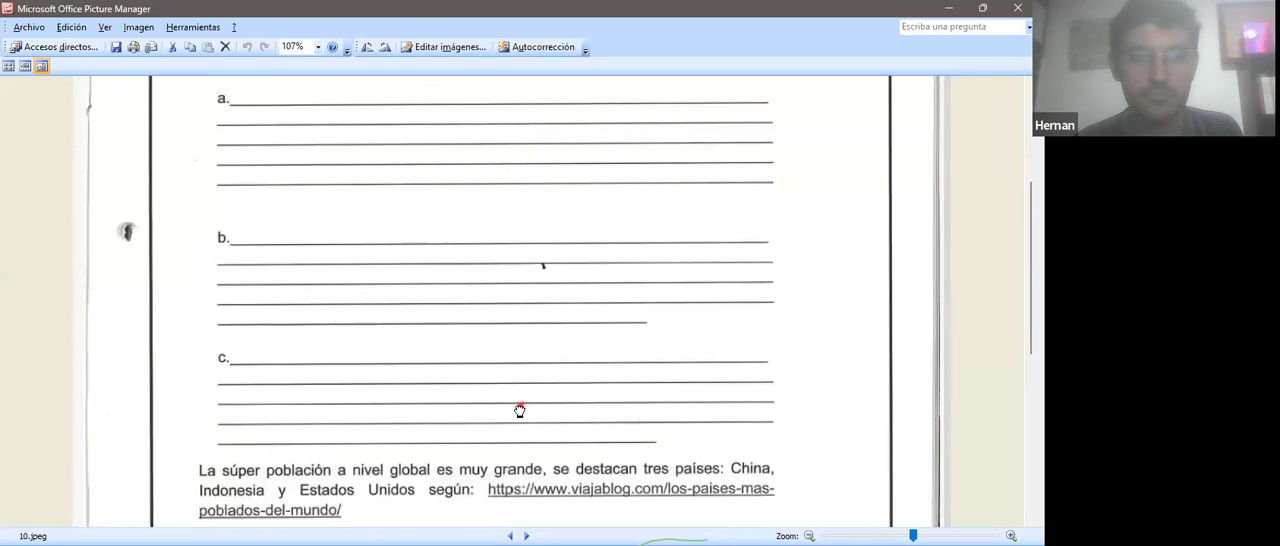 Microsoft Office Picture Manager
Archivo Edición Ver Imagen Herramientas ?
Escriba una pregunta
Accesos directos... 107% Editar imágenes... Autocorrección
Hernan
a.
b.
c.
La súper población a nivel global es muy grande, se destacan tres países: China,
Indonesia y Estados Unidos según: https://www.viajablog.com/los-paises-mas-
poblados-del-mundo/
10.jpeg
Zoom: